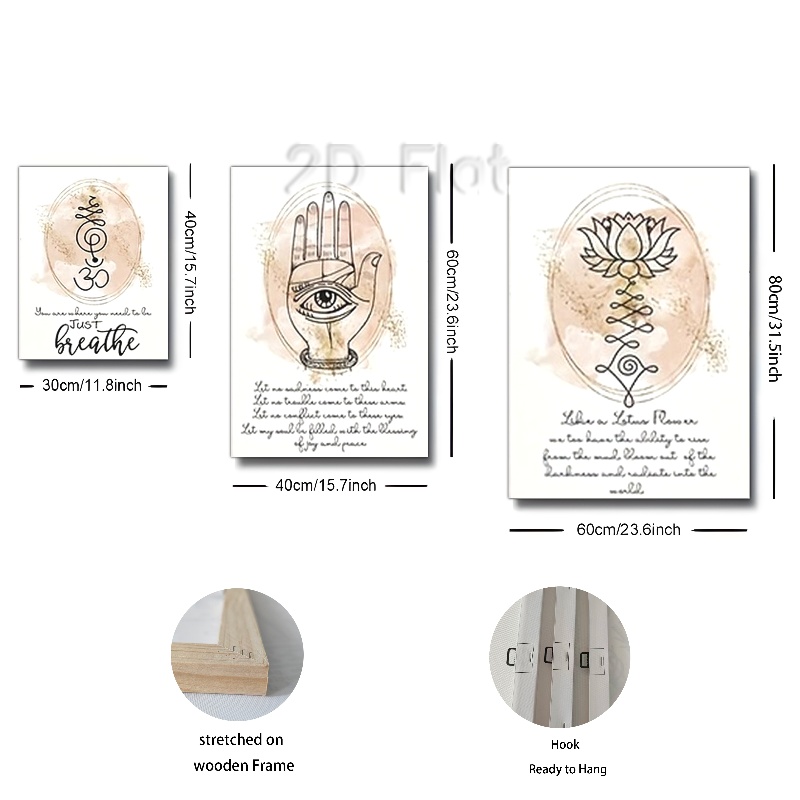 2D Flat
You are where you need to be
JUST
breathe
40cm/15.7inch
30cm/11.8inch
Let no sadness come to this heart
Let no trouble come to these arms
Let no conflict come to these eyes
Let my soul be filled with the blessing
of joy and peace
60cm/23.6inch
40cm/15.7inch
Like a Lotus Flower
we too have the ability to rise
from the mud, bloom out of the
darkness and radiate into the
world.
80cm/31.5inch
60cm/23.6inch
stretched on
wooden Frame
Hook
Ready to Hang